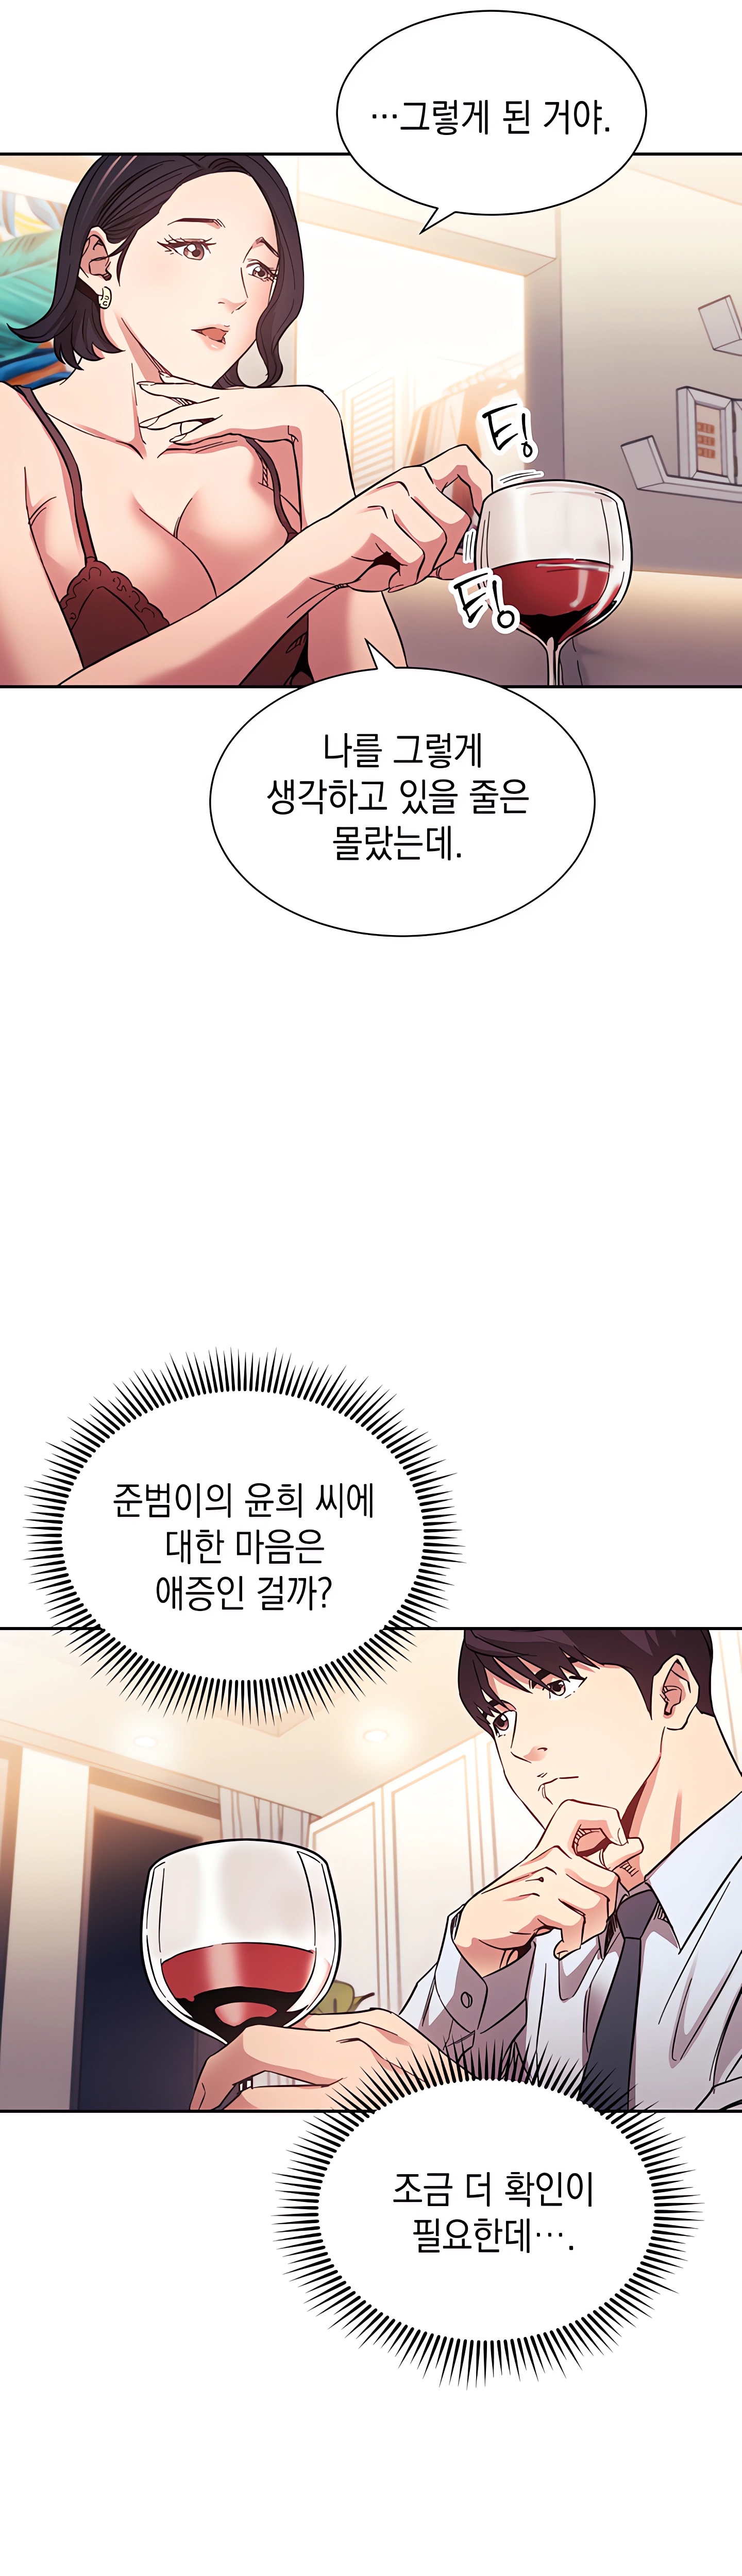 …그렇게 된 거야.
팅
팅
나를 그렇게
생각하고 있을 줄은
몰랐는데.
준범이의 윤희 씨에
대한 마음은
애증인 걸까?
조금 더 확인이
필요한데….